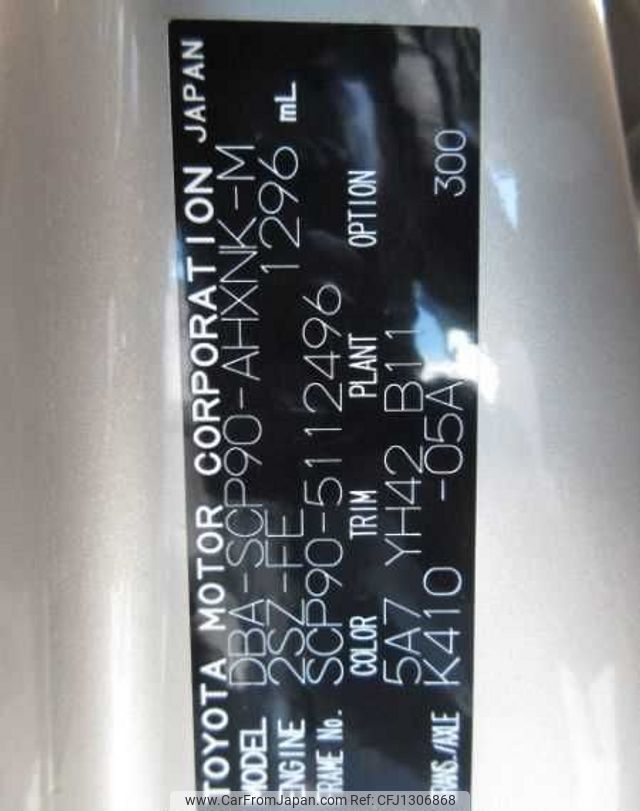 TOYOTA MOTOR CORPORATION JAPAN
MODEL DBA-SCP90-AHXNK-M
ENGINE 2SZ-FE 1296 mL
FRAME No. SCP90-5112496
COLOR TRIM PLANT OPTION
5A7 YH42 B11
TRANS/AXLE K410 -05A 300
www.CarFromJapan.com | Ref No. CFJ1306868